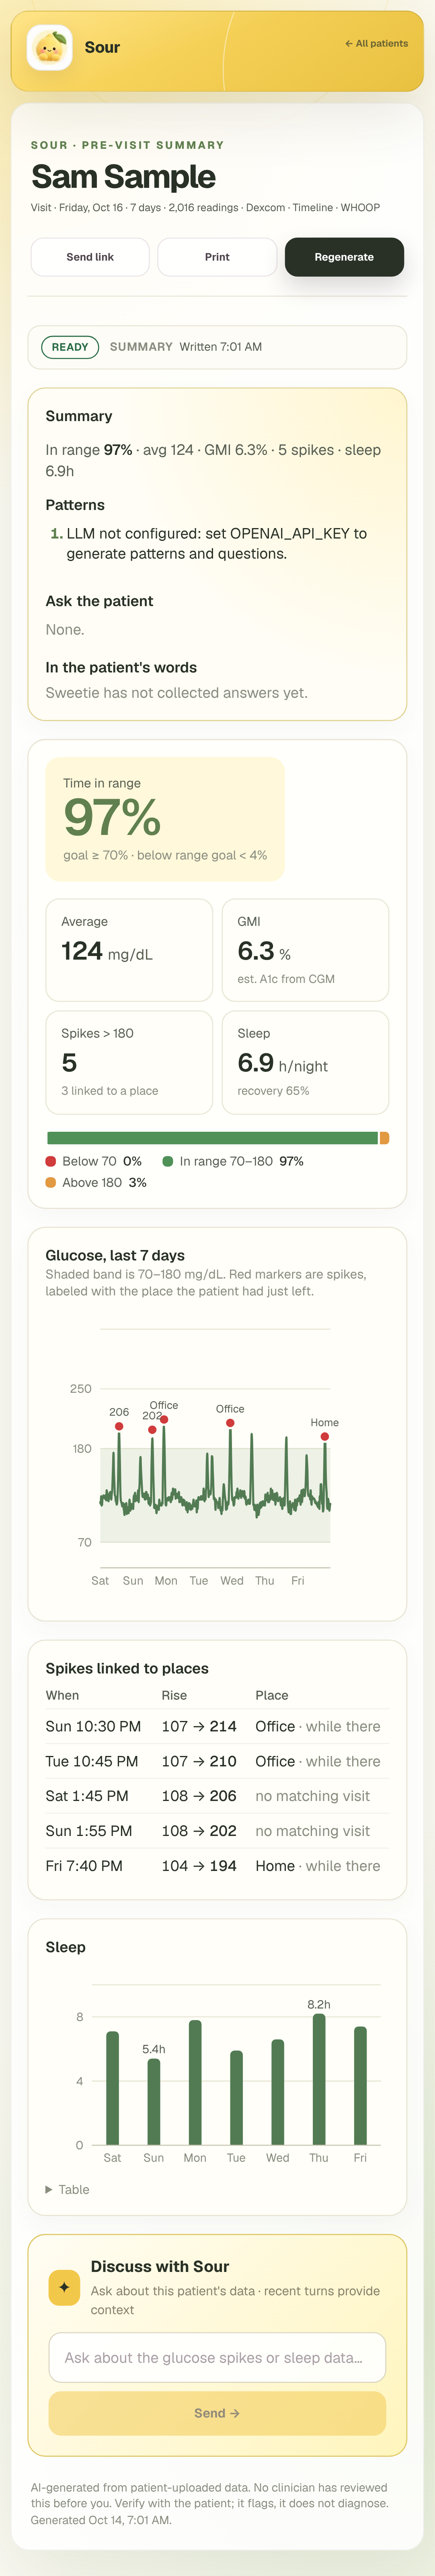 Sour
← All patients
SOUR · PRE-VISIT SUMMARY
Sam Sample
Visit · Friday, Oct 16 · 7 days · 2,016 readings · Dexcom · Timeline · WHOOP
Send link
Print
Regenerate
READY SUMMARY Written 7:01 AM
Summary
In range 97% · avg 124 · GMI 6.3% · 5 spikes · sleep
6.9h
Patterns
1. LLM not configured: set OPENAI_API_KEY to
generate patterns and questions.
Ask the patient
None.
In the patient's words
Sweetie has not collected answers yet.
Time in range
97%
goal ≥ 70% · below range goal < 4%
Average
124 mg/dL
GMI
6.3 %
est. A1c from CGM
Spikes > 180
5
3 linked to a place
Sleep
6.9 h/night
recovery 65%
Below 70 0% In range 70–180 97%
Above 180 3%
Glucose, last 7 days
Shaded band is 70–180 mg/dL. Red markers are spikes,
labeled with the place the patient had just left.
250
206
202
Office
Office
Home
180
70
Sat Sun Mon Tue Wed Thu Fri
Spikes linked to places
When Rise Place
Sun 10:30 PM 107 → 214 Office · while there
Tue 10:45 PM 107 → 210 Office · while there
Sat 1:45 PM 108 → 206 no matching visit
Sun 1:55 PM 108 → 202 no matching visit
Fri 7:40 PM 104 → 194 Home · while there
Sleep
8.2h
8
5.4h
4
0
Sat Sun Mon Tue Wed Thu Fri
▶ Table
Discuss with Sour
Ask about this patient's data · recent turns provide
context
Ask about the glucose spikes or sleep data...
Send →
AI-generated from patient-uploaded data. No clinician has reviewed
this before you. Verify with the patient; it flags, it does not diagnose.
Generated Oct 14, 7:01 AM.